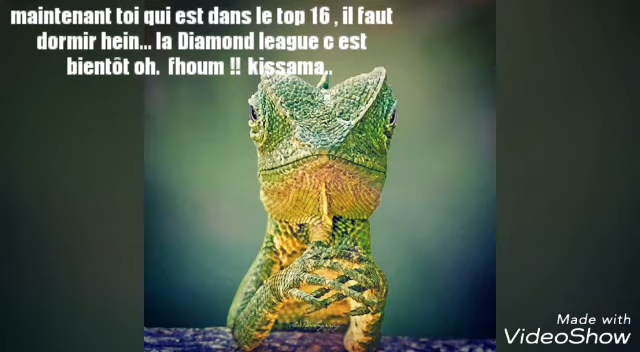 maintenant toi qui est dans le top 16 , il faut
dormir hein... la Diamond league c est
bientôt oh. fhoum !! kissama..
Made with
VideoShow